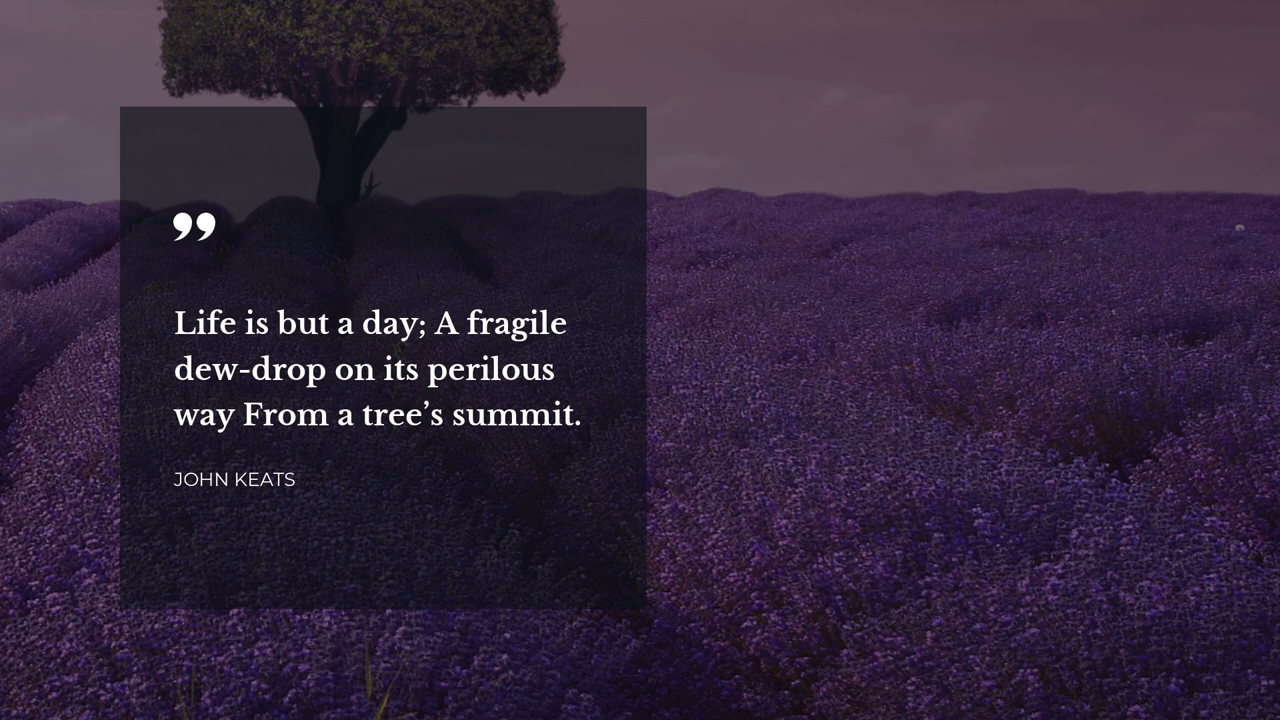 ”
Life is but a day; A fragile
dew-drop on its perilous
way From a tree’s summit.
JOHN KEATS